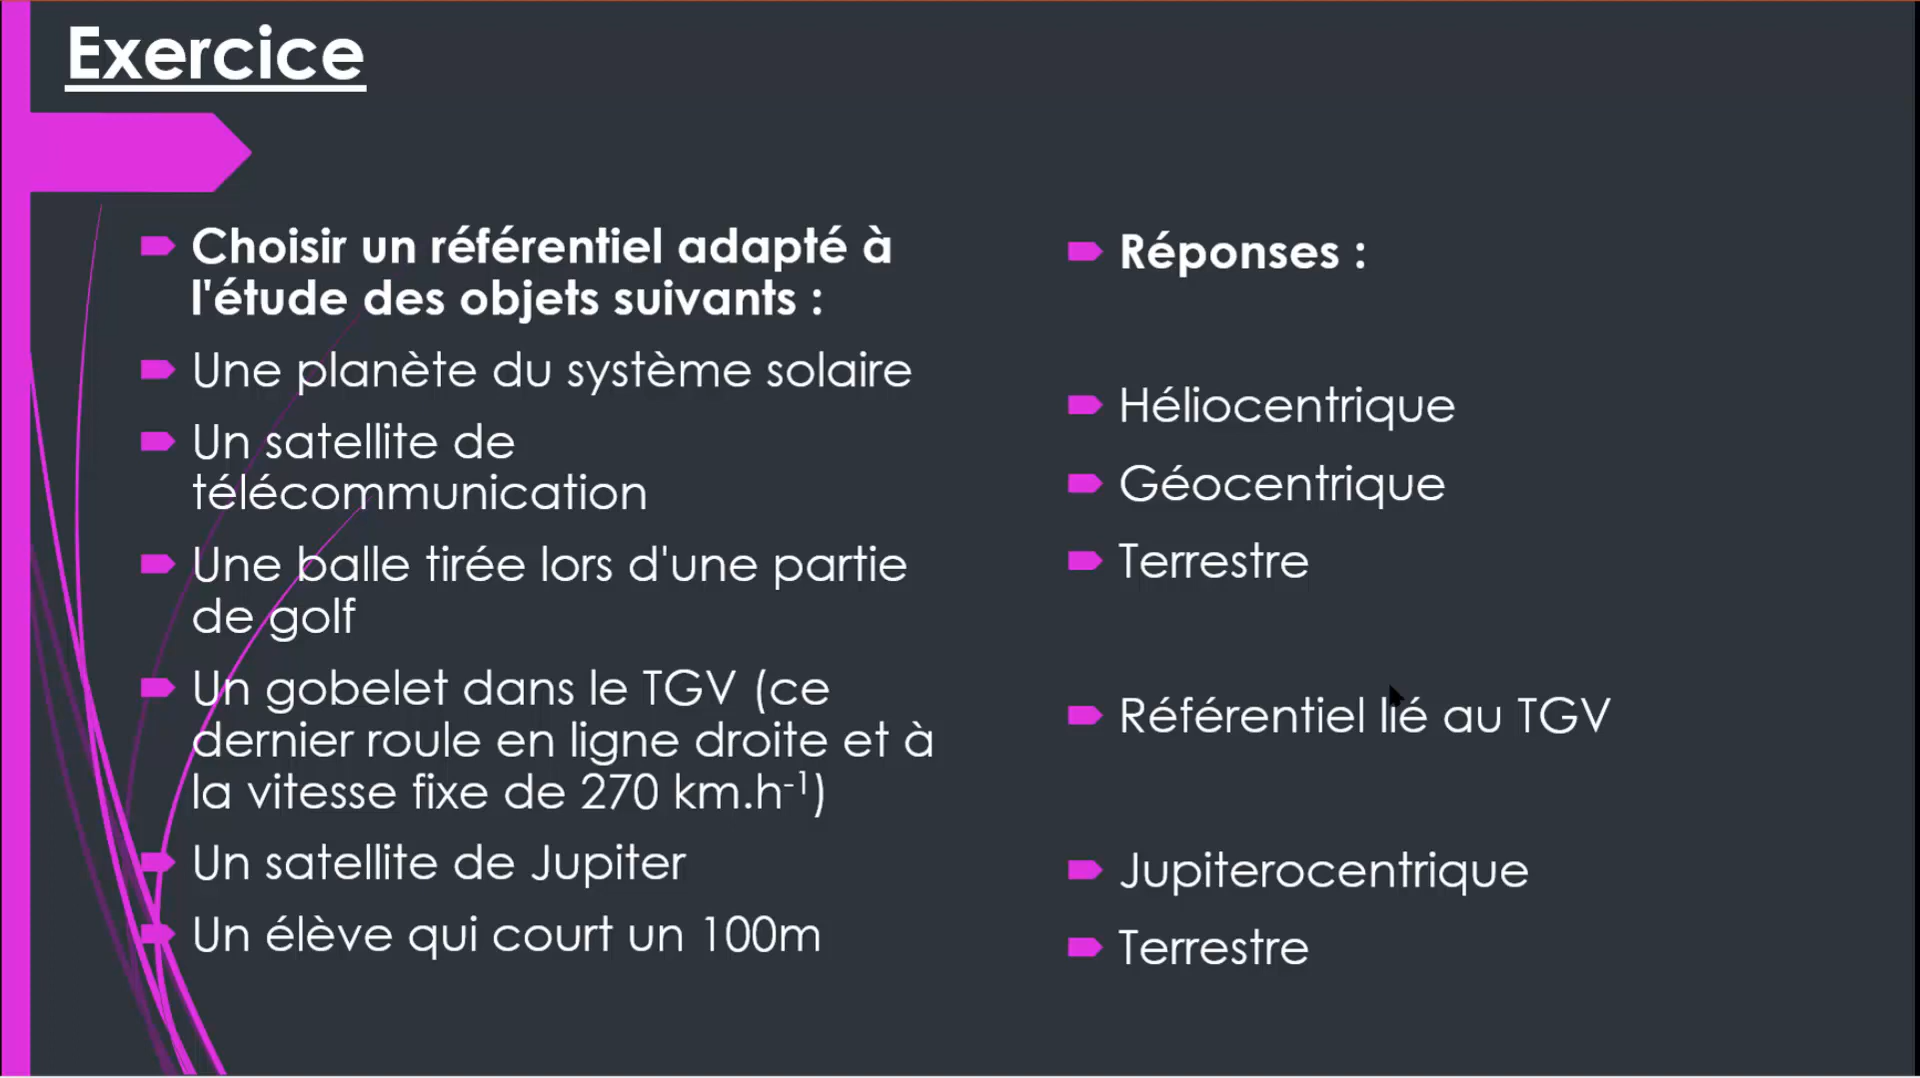 Exercice
Choisir un référentiel adapté à
l'étude des objets suivants :
Une planète du système solaire
Un satellite de
télécommunication
Une balle tirée lors d'une partie
de golf
Un gobelet dans le TGV (ce
dernier roule en ligne droite et à
la vitesse fixe de 270 km.h⁻¹)
Un satellite de Jupiter
Un élève qui court un 100m
Réponses :
Héliocentrique
Géocentrique
Terrestre
Référentiel lié au TGV
Jupiterocentrique
Terrestre